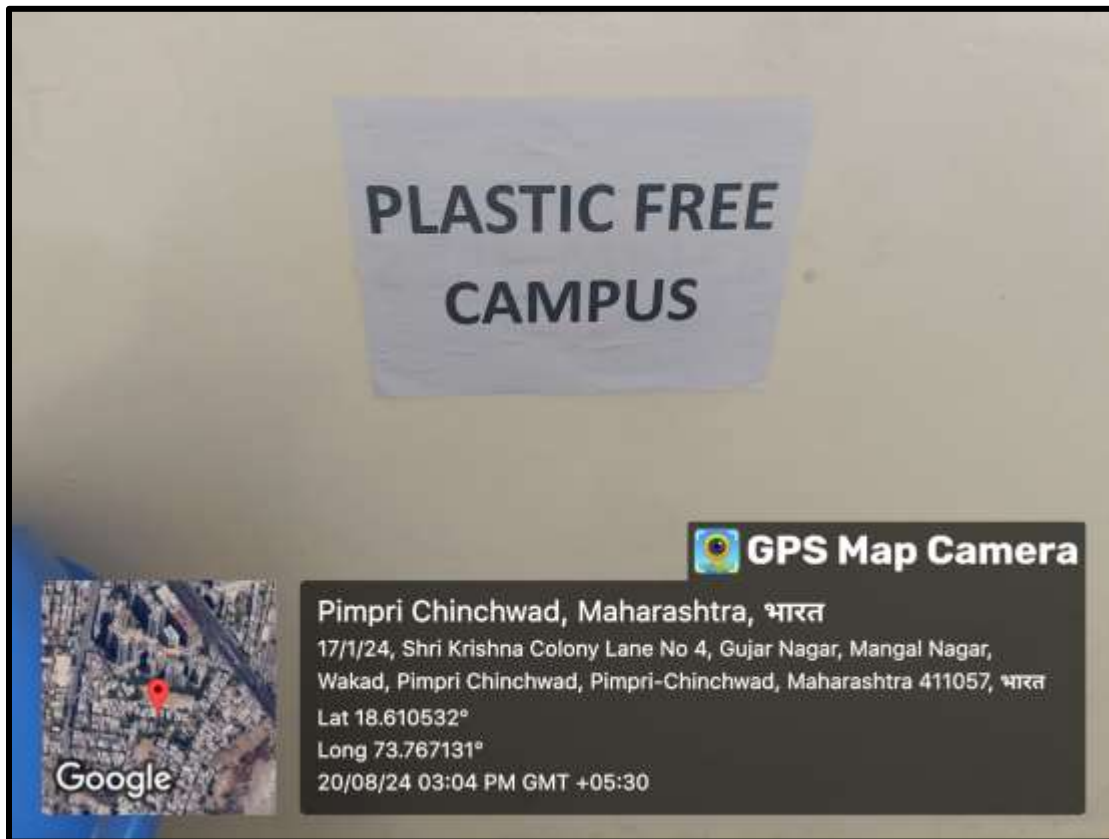 PLASTIC FREE
CAMPUS
GPS Map Camera
Pimpri Chinchwad, Maharashtra, भारत
17/1/24, Shri Krishna Colony Lane No 4, Gujar Nagar, Mangal Nagar,
Wakad, Pimpri Chinchwad, Pimpri-Chinchwad, Maharashtra 411057, भारत
Lat 18.610532°
Long 73.767131°
20/08/24 03:04 PM GMT +05:30
Google